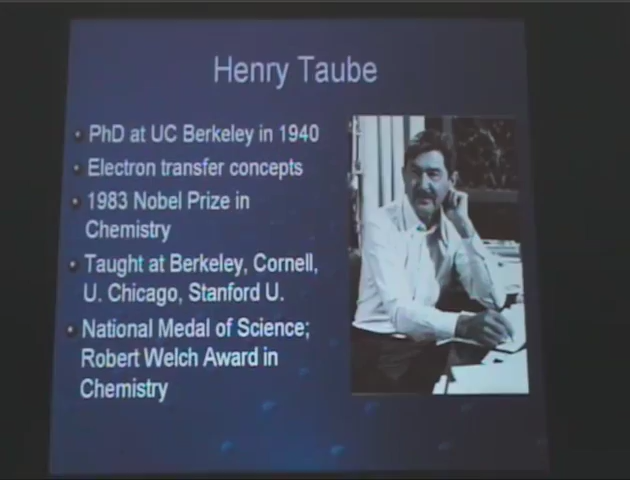 Henry Taube
PhD at UC Berkeley in 1940
Electron transfer concepts
1983 Nobel Prize in
Chemistry
Taught at Berkeley, Cornell,
U. Chicago, Stanford U.
National Medal of Science;
Robert Welch Award in
Chemistry